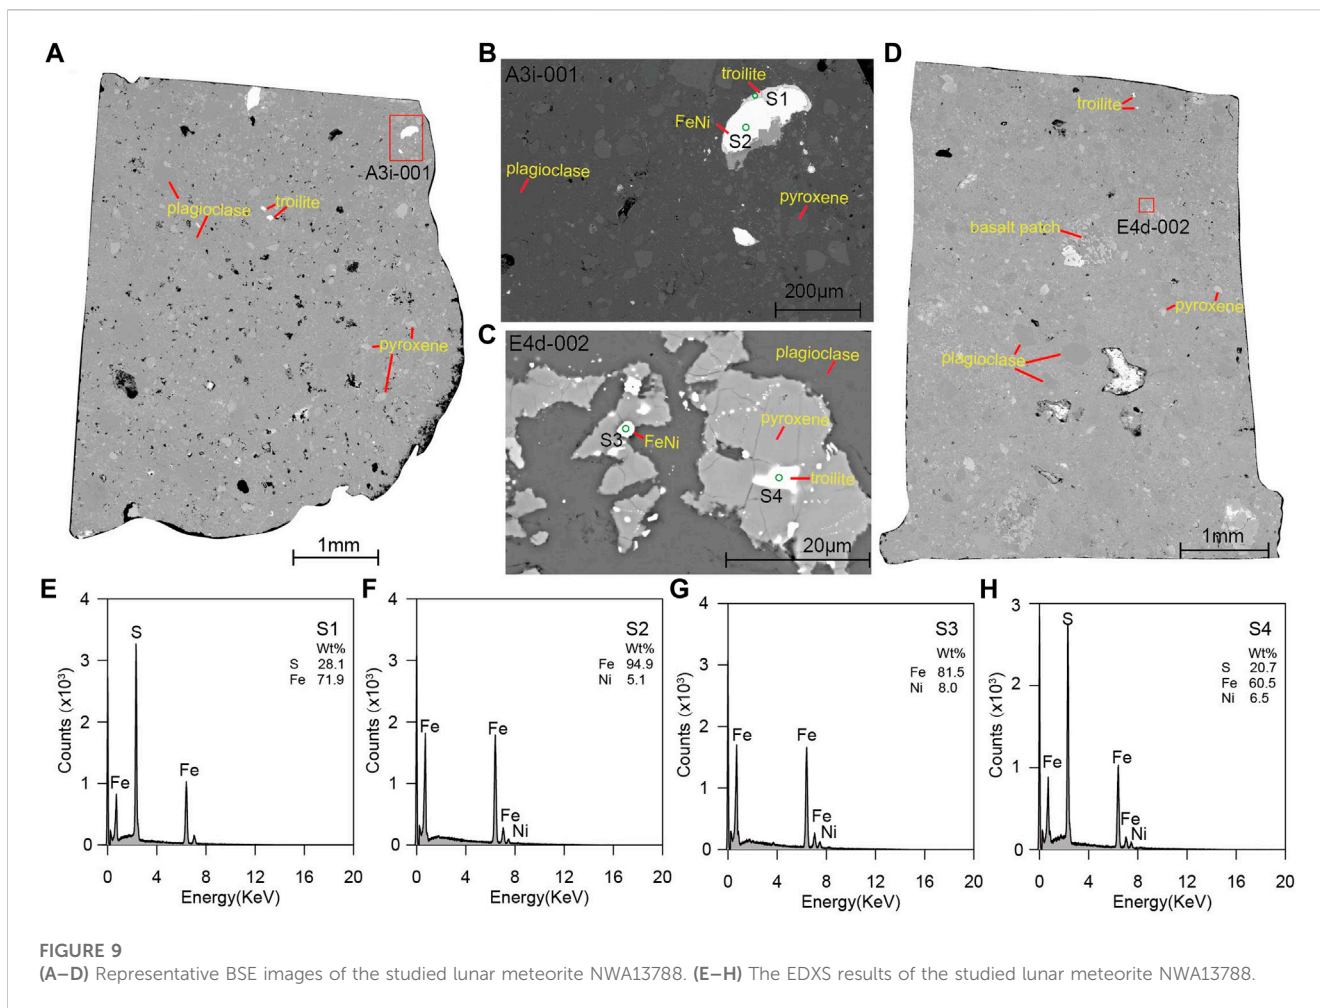 A
A3i-001
plagioclase
troilite
pyroxene
1mm
B
A3i-001
troilite
S1
FeNi
S2
plagioclase
pyroxene
200μm
C
E4d-002
plagioclase
pyroxene
S3
FeNi
troilite
S4
20μm
D
troilite
E4d-002
basalt patch
pyroxene
plagioclase
1mm
E
4
3
2
1
0
Counts (x10³)
S
Fe
Fe
S1
Wt%
S 28.1
Fe 71.9
0 4 8 12 16 20
Energy(KeV)
F
4
3
2
1
0
Counts (x10³)
Fe
Fe
Fe
Ni
S2
Wt%
Fe 94.9
Ni 5.1
0 4 8 12 16 20
Energy(KeV)
G
4
3
2
1
0
Counts (x10³)
Fe
Fe
Fe
Ni
S3
Wt%
Fe 81.5
Ni 8.0
0 4 8 12 16 20
Energy(KeV)
H
3
2
1
0
Counts (x10³)
S
Fe
Fe
Fe
Ni
S4
Wt%
S 20.7
Fe 60.5
Ni 6.5
0 4 8 12 16 20
Energy(KeV)
FIGURE 9
(A–D) Representative BSE images of the studied lunar meteorite NWA13788. (E–H) The EDXS results of the studied lunar meteorite NWA13788.